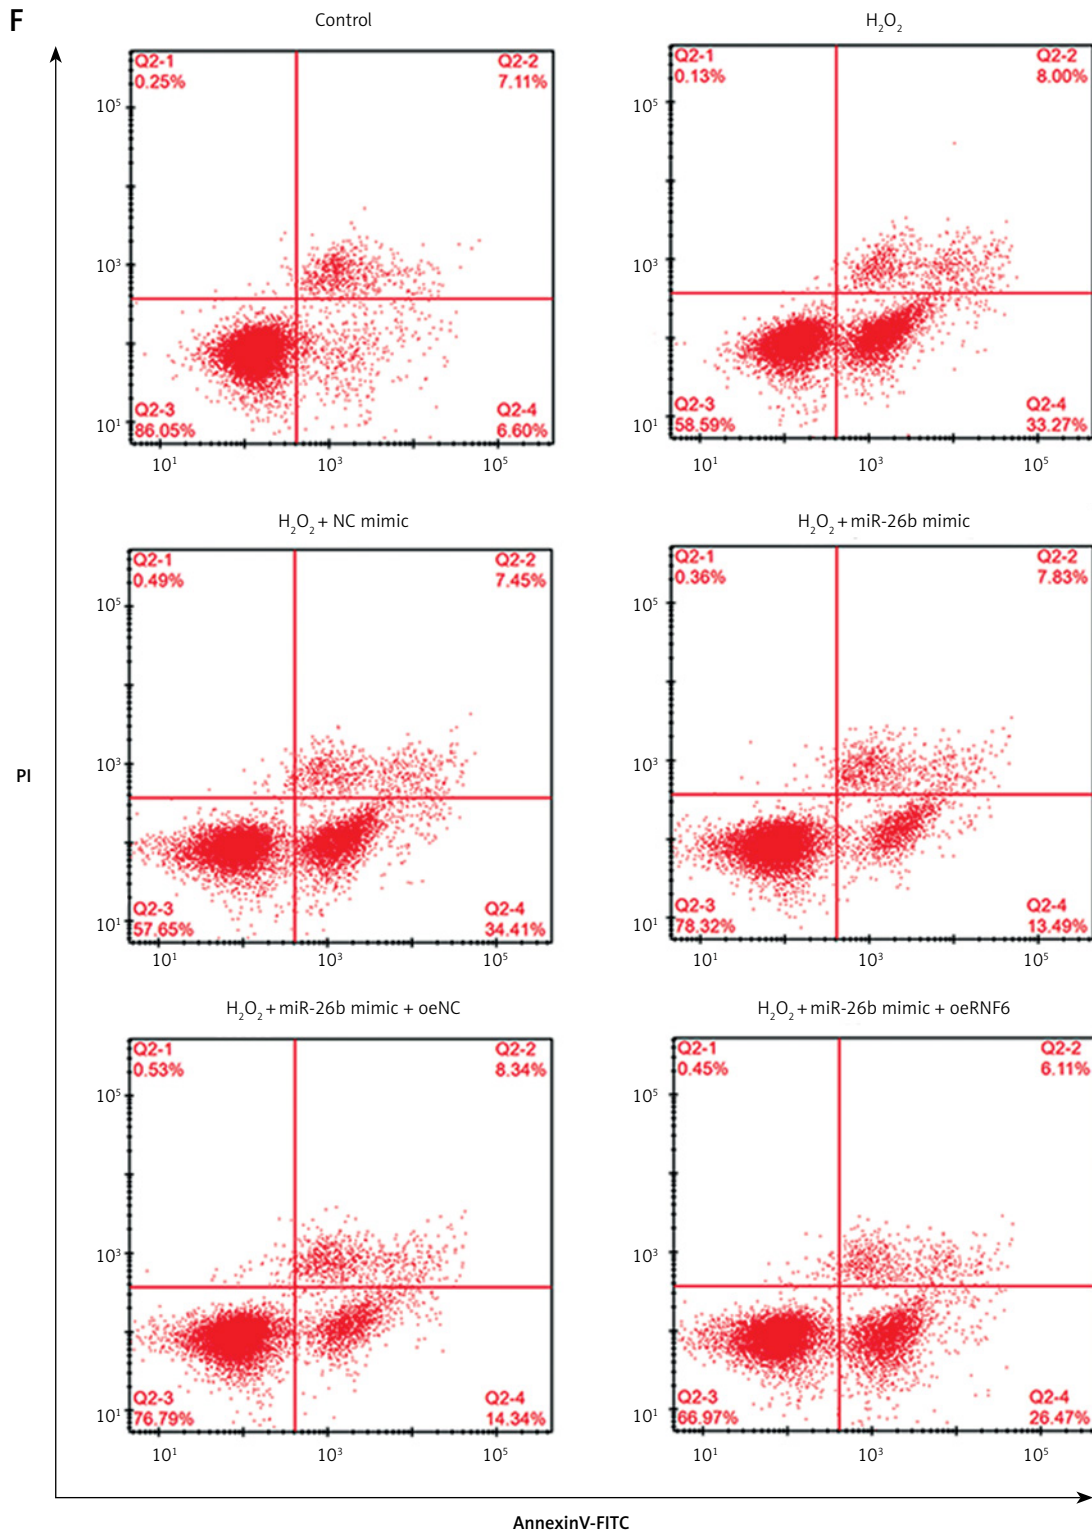 F
Control
Q2-1
0.25%
Q2-2
7.11%
10⁵
10³
10¹
Q2-3
86.05%
Q2-4
6.60%
10¹ 10³ 10⁵
H₂O₂
Q2-1
0.13%
Q2-2
8.00%
10⁵
10³
10¹
Q2-3
58.59%
Q2-4
33.27%
10¹ 10³ 10⁵
H₂O₂ + NC mimic
Q2-1
0.49%
Q2-2
7.45%
10⁵
10³
10¹
Q2-3
57.65%
Q2-4
34.41%
10¹ 10³ 10⁵
H₂O₂ + miR-26b mimic
Q2-1
0.36%
Q2-2
7.83%
10⁵
10³
10¹
Q2-3
78.32%
Q2-4
13.49%
10¹ 10³ 10⁵
PI
H₂O₂ + miR-26b mimic + oeNC
Q2-1
0.53%
Q2-2
8.34%
10⁵
10³
10¹
Q2-3
76.79%
Q2-4
14.34%
10¹ 10³ 10⁵
H₂O₂ + miR-26b mimic + oeRNF6
Q2-1
0.45%
Q2-2
6.11%
10⁵
10³
10¹
Q2-3
66.97%
Q2-4
26.47%
10¹ 10³ 10⁵
AnnexinV-FITC